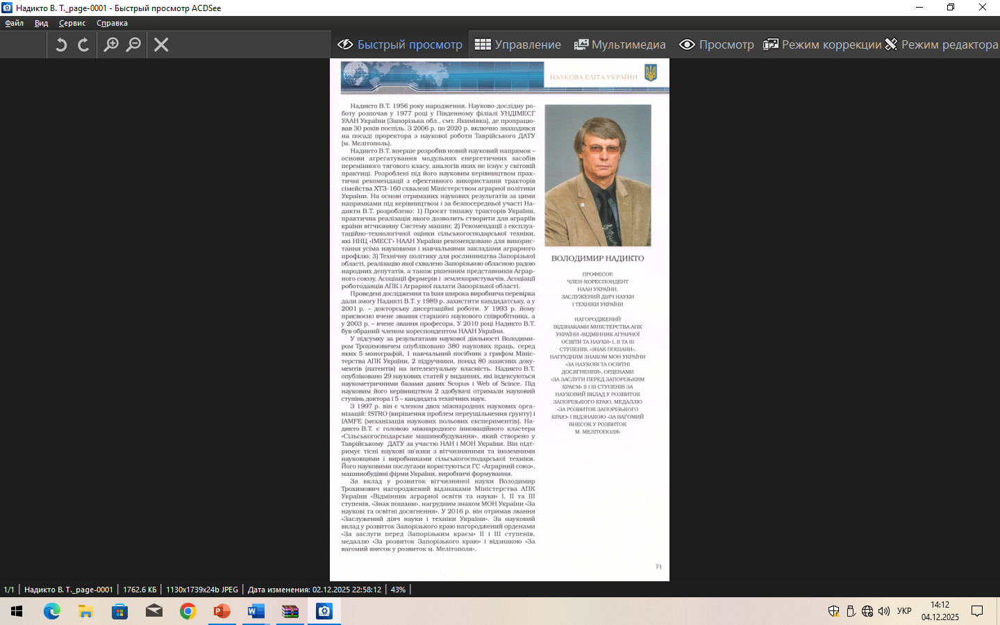 Надикто В. Т._page-0001 - Быстрый просмотр ACDSee
Файл Вид Сервис Справка
Быстрый просмотр Управление Мультимедиа Просмотр Режим коррекции Режим редактора
НАУКОВА ЕЛІТА УКРАЇНИ
Надикто В.Т. 1956 року народження. Науково-дослідну ро-
боту розпочав у 1977 році у Південному філіалі УНДІМЕСГ
УААН України (Запорізька обл., смт. Якимівка), де пропрацю-
вав 30 років поспіль. З 2006 р. по 2020 р. включно знаходився
на посаді проректора з наукової роботи Таврійського ДАТУ
(м. Мелітополь).
Надикто В.Т. вперше розробив новий науковий напрямок –
основи агрегатування модульних енергетичних засобів
перемінного тягового класу, аналогів яких не існує у світовій
практиці. Розроблені під його науковим керівництвом прак-
тичні рекомендації з ефективного використання тракторів
сімейства ХТЗ-160 схвалені Міністерством аграрної політики
України. На основі отриманих наукових результатів за цими
напрямками під керівництвом і за безпосередньої участі На-
дикти В.Т. розроблено: 1) Проєкт типажу тракторів України,
практична реалізація якого дозволить створити для аграріїв
країни вітчизняну Систему машин; 2) Рекомендації з експлуа-
таційно-технологічної оцінки сільськогосподарської техніки,
які ННЦ «ІМЕСГ» НААН України рекомендовано для викорис-
тання усіма науковими і навчальними закладами аграрного
профілю; 3) Технічну політику для рослинництва Запорізької
області, реалізацію якої схвалено Запорізькою обласною радою
народних депутатів, а також рішенням представників Аграр-
ного союзу, Асоціації фермерів і землекористувачів, Асоціації
роботодавців АПК і Аграрної палати Запорізької області.
Проведені дослідження та їхня широка виробнича перевірка
дали змогу Надикті В.Т. у 1989 р. захистити кандидатську, а у
2001 р. – докторську дисертаційні роботи. У 1993 р. йому
присвоєно вчене звання старшого наукового співробітника, а
у 2003 р. – вчене звання професора. У 2010 році Надикто В.Т.
був обраний членом-кореспондентом НААН України.
У підсумку за результатами наукової діяльності Володими-
ром Трохимовичем опубліковано 380 наукових праць, серед
яких 5 монографій, 1 навчальний посібник з грифом Мініс-
терства АПК України, 2 підручники, понад 80 захисних доку-
ментів (патентів) на інтелектуальну власність. Надикто В.Т.
опубліковано 29 наукових статей у виданнях, які індексуються
наукометричними базами даних Scopus і Web of Scince. Під
науковим його керівництвом 2 здобувачі отримали науковий
ступінь доктора і 5 – кандидата технічних наук.
З 1997 р. він є членом двох міжнародних наукових орга-
нізацій: ISTRO (вирішення проблем переущільнення ґрунту) і
IAMFE (механізація наукових польових експериментів). На-
дикто В.Т. є головою міжнародного інноваційного кластера
«Сільськогосподарське машинобудування», який створено у
Таврійському ДАТУ за участю НАН і МОН України. Він підт-
римує тісні наукові зв'язки з вітчизняними та іноземними
науковцями і виробниками сільськогосподарської техніки.
Його науковими послугами користуються ГС «Аграрний союз»,
машинобудівні фірми України, виробничі формування.
За вклад у розвиток вітчизняної науки Володимир
Трохимович нагороджений відзнаками Міністерства АПК
України «Відмінник аграрної освіти та науки» І, ІІ та ІІІ
ступенів, «Знак пошани», нагрудним знаком МОН України «За
наукові та освітні досягнення». У 2016 р. він отримав звання
«Заслужений діяч науки і техніки України». За науковий
вклад у розвиток Запорізького краю нагороджений орденами
«За заслуги перед Запорізьким краєм» ІІ і ІІІ ступенів,
медаллю «За розвиток Запорізького краю» і відзнакою «За
вагомий внесок у розвиток м. Мелітополя».
ВОЛОДИМИР НАДИКТО
ПРОФЕСОР,
ЧЛЕН-КОРЕСПОНДЕНТ
НААН УКРАЇНИ,
ЗАСЛУЖЕНИЙ ДІЯЧ НАУКИ
І ТЕХНІКИ УКРАЇНИ
НАГОРОДЖЕНИЙ
ВІДЗНАКАМИ МІНІСТЕРСТВА АПК
УКРАЇНИ «ВІДМІННИК АГРАРНОЇ
ОСВІТИ ТА НАУКИ» І, ІІ ТА ІІІ
СТУПЕНІВ, «ЗНАК ПОШАНИ»,
НАГРУДНИМ ЗНАКОМ МОН УКРАЇНИ
«ЗА НАУКОВІ ТА ОСВІТНІ
ДОСЯГНЕННЯ», ОРДЕНАМИ
«ЗА ЗАСЛУГИ ПЕРЕД ЗАПОРІЗЬКИМ
КРАЄМ» ІІ І ІІІ СТУПЕНІВ ЗА
НАУКОВИЙ ВКЛАД У РОЗВИТОК
ЗАПОРІЗЬКОГО КРАЮ, МЕДАЛЛЮ
«ЗА РОЗВИТОК ЗАПОРІЗЬКОГО
КРАЮ» І ВІДЗНАКОЮ «ЗА ВАГОМИЙ
ВНЕСОК У РОЗВИТОК
М. МЕЛІТОПОЛЯ»
71
1/1 Надикто В. Т._page-0001 1762.6 КБ 1130x1739x24b JPEG Дата изменения: 02.12.2025 22:58:12 43%
УКР 14:12
04.12.2025